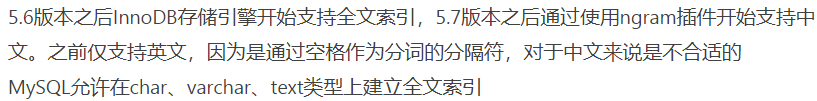 5.6版本之后InnoDB存储引擎开始支持全文索引，5.7版本之后通过使用ngram插件开始支持中
文。之前仅支持英文，因为是通过空格作为分词的分隔符，对于中文来说是不合适的
MySQL允许在char、varchar、text类型上建立全文索引